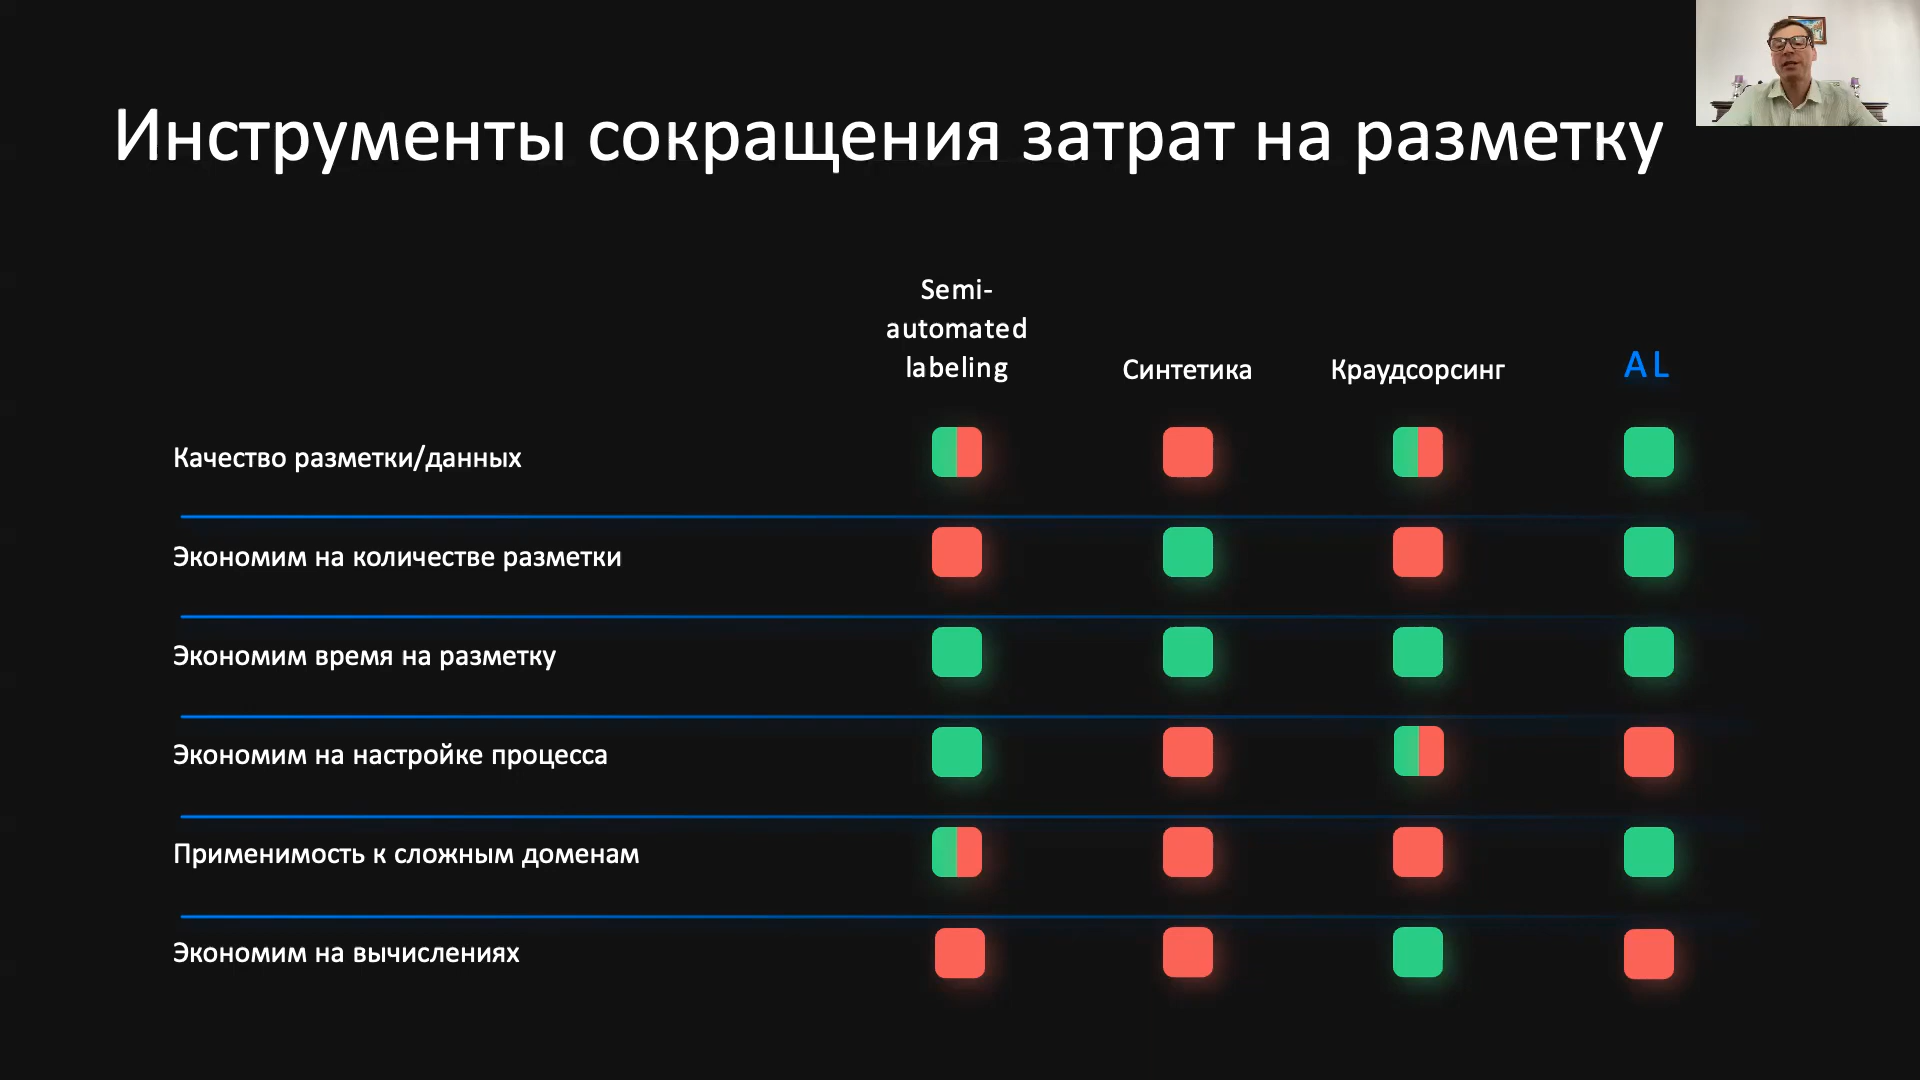 Инструменты сокращения затрат на разметку
Semi-
automated
labeling
Синтетика
Краудсорсинг
AL
Качество разметки/данных
Экономим на количестве разметки
Экономим время на разметку
Экономим на настройке процесса
Применимость к сложным доменам
Экономим на вычислениях